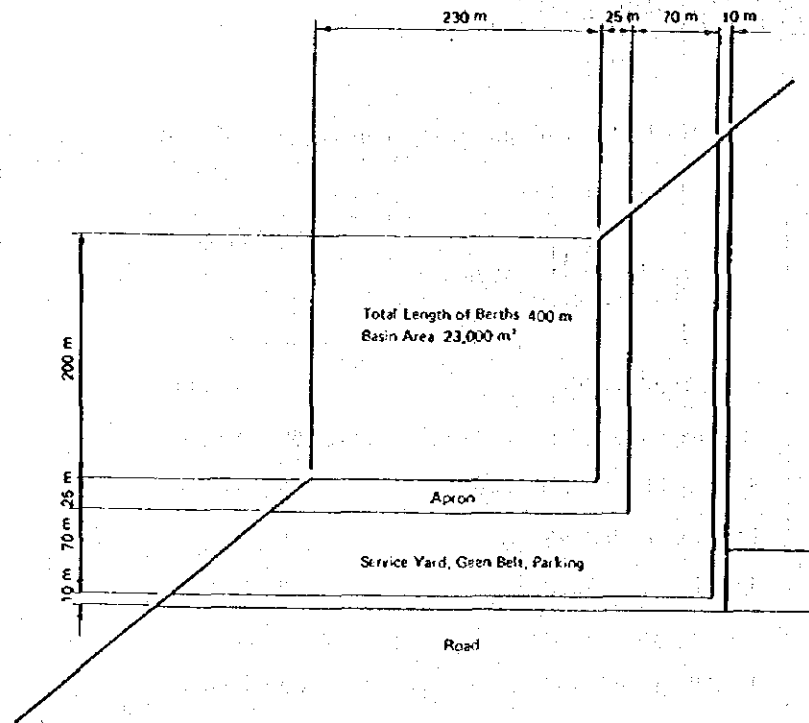 230 m 25 m 70 m 10 m
Total Length of Berths 400 m
Basin Area 23,000 m²
200 m
25 m
Apron
70 m
Service Yard, Geen Belt, Parking
10 m
Road